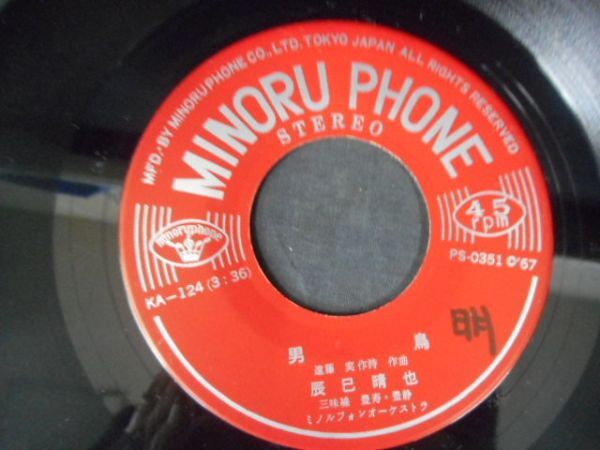 MFD. BY MINORUPHONE CO., LTD. TOKYO JAPAN ALL RIGHTS RESERVED
MINORU PHONE
STEREO
minoruphone
45
rpm
KA-124 (3:36)
PS-0351 ©'67
男 鳥
遠藤 実 作詩 作曲
辰巳晴也
三味線 豊寿・豊静
ミノルフォンオーケストラ
明